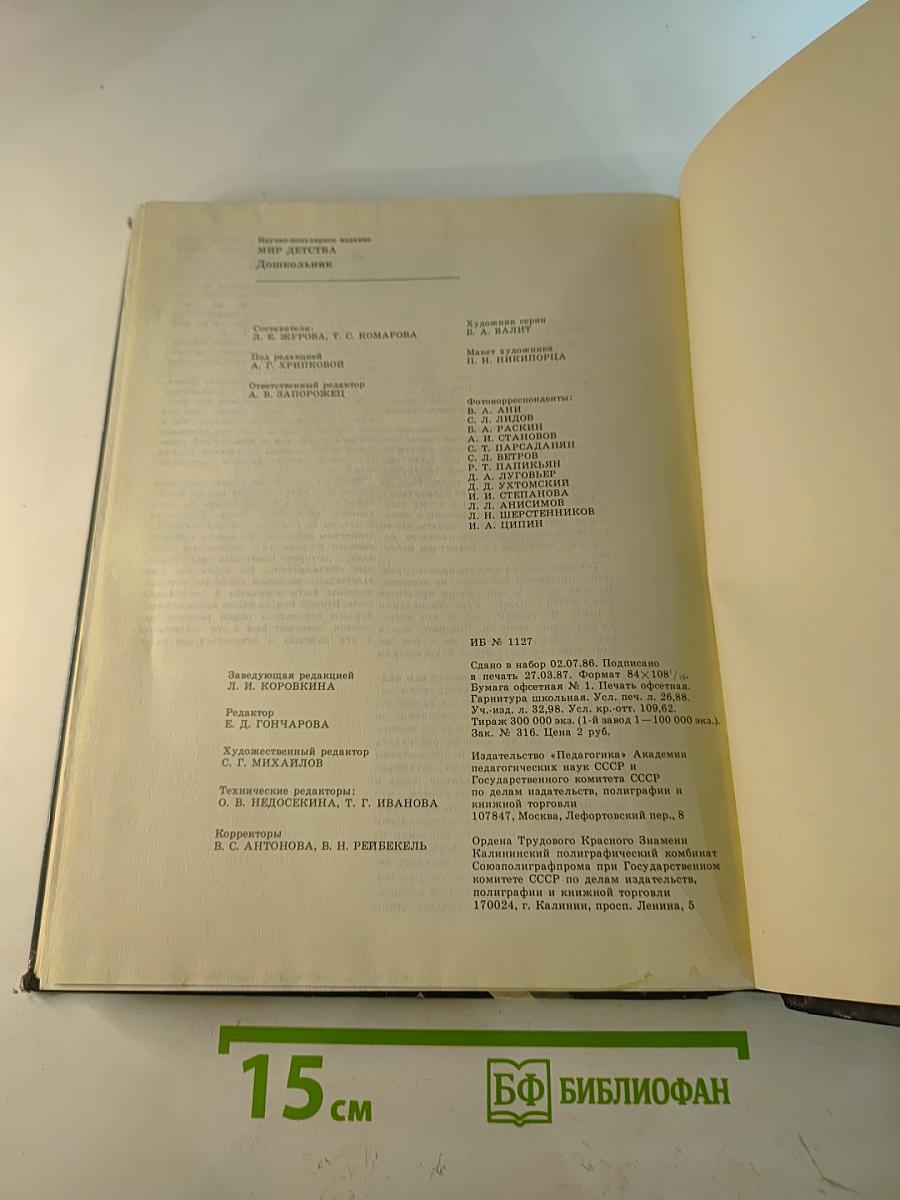 Научно-популярное издание
МИР ДЕТСТВА
Дошкольник
Составители:
Л. Е. ЖУРОВА, Т. С. КОМАРОВА
Под редакцией
А. Г. ХРИПКОВОЙ
Ответственный редактор
А. В. ЗАПОРОЖЕЦ
Художник серии
В. А. ВАЛИТ
Макет художника
П. Н. НИКИПОРЦА
Фотокорреспонденты:
В. А. АНИ
С. Л. ЛИДОВ
Б. А. РАСКИН
А. И. СТАНОВОВ
С. Т. ПАРСАДАНЯН
С. Л. ВЕТРОВ
Р. Т. ПАПИКЬЯН
Д. А. ЛУГОВЬЕР
Д. Д. УХТОМСКИЙ
И. И. СТЕПАНОВА
Л. Л. АНИСИМОВ
Л. Н. ШЕРСТЕННИКОВ
И. А. ЦИПИН
Заведующая редакцией
Л. И. КОРОВКИНА
Редактор
Е. Д. ГОНЧАРОВА
Художественный редактор
С. Г. МИХАЙЛОВ
Технические редакторы:
О. В. НЕДОСЕКИНА, Т. Г. ИВАНОВА
Корректоры
В. С. АНТОНОВА, В. Н. РЕЙБЕКЕЛЬ
ИБ № 1127
Сдано в набор 02.07.86. Подписано
в печать 27.03.87. Формат 84×108¹/₁₆.
Бумага офсетная № 1. Печать офсетная.
Гарнитура школьная. Усл. печ. л. 26,88.
Уч.-изд. л. 32,98. Усл. кр.-отт. 109,62.
Тираж 300 000 экз. (1-й завод 1—100 000 экз.).
Зак. № 316. Цена 2 руб.
Издательство «Педагогика» Академии
педагогических наук СССР и
Государственного комитета СССР
по делам издательств, полиграфии и
книжной торговли
107847, Москва, Лефортовский пер., 8
Ордена Трудового Красного Знамени
Калининский полиграфический комбинат
Союзполиграфпрома при Государственном
комитете СССР по делам издательств,
полиграфии и книжной торговли
170024, г. Калинин, просп. Ленина, 5
15 см
БФ БИБЛИОФАН